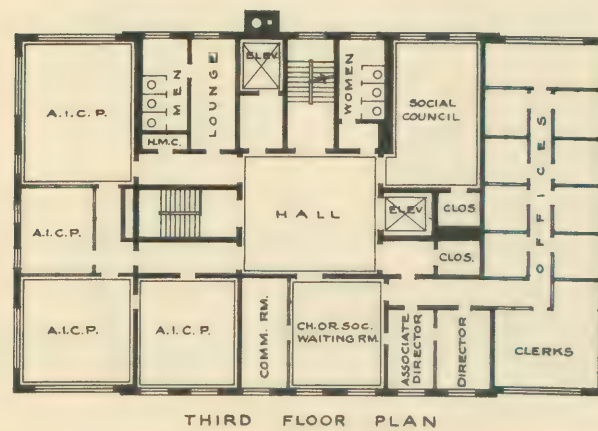 A.I.C.P.
MEN
H.M.C.
LOUNGE
ELEV.
WOMEN
SOCIAL
COUNCIL
OFFICES
A.I.C.P.
HALL
ELEV
CLOS.
CLOS.
A.I.C.P.
A.I.C.P.
COMM. RM.
CH. OR. SOC.
WAITING RM.
ASSOCIATE
DIRECTOR
DIRECTOR
CLERKS
THIRD FLOOR PLAN